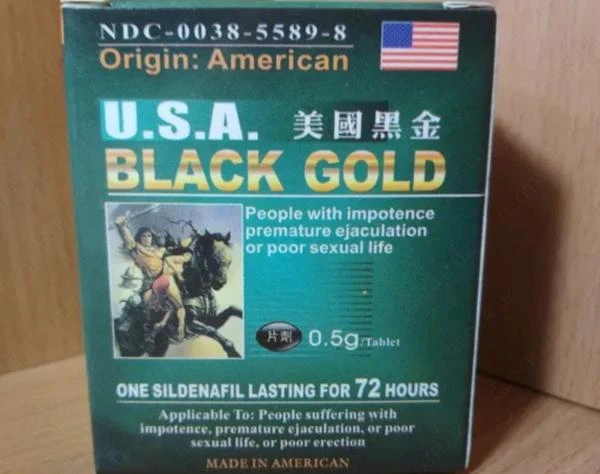 NDC-0038-5589-8
Origin: American
U.S.A. 美國黑金
BLACK GOLD
People with impotence
premature ejaculation
or poor sexual life
片劑 0.5g/Tablet
ONE SILDENAFIL LASTING FOR 72 HOURS
Applicable To: People suffering with
impotence, premature ejaculation, or poor
sexual life, or poor erection
MADE IN AMERICAN